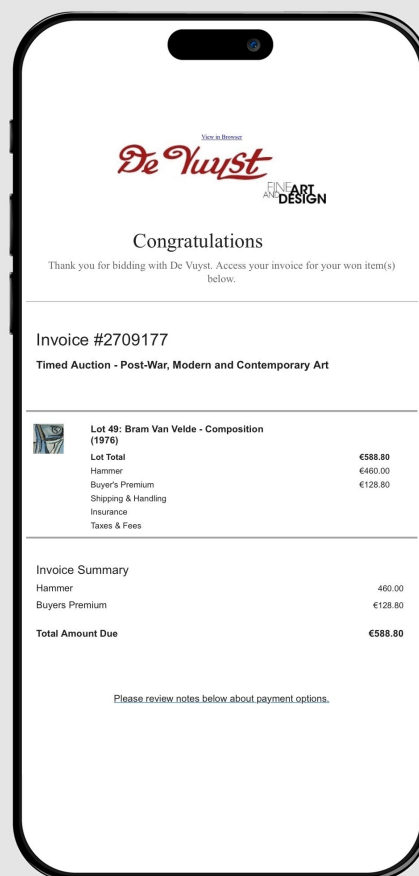 View in Browser
De Vuyst
FINE ART
AND DESIGN
Congratulations
Thank you for bidding with De Vuyst. Access your invoice for your won item(s)
below.
Invoice #2709177
Timed Auction - Post-War, Modern and Contemporary Art
Lot 49: Bram Van Velde - Composition
(1976)
Lot Total €588.80
Hammer €460.00
Buyer's Premium €128.80
Shipping & Handling
Insurance
Taxes & Fees
Invoice Summary
Hammer 460.00
Buyers Premium €128.80
Total Amount Due €588.80
Please review notes below about payment options.